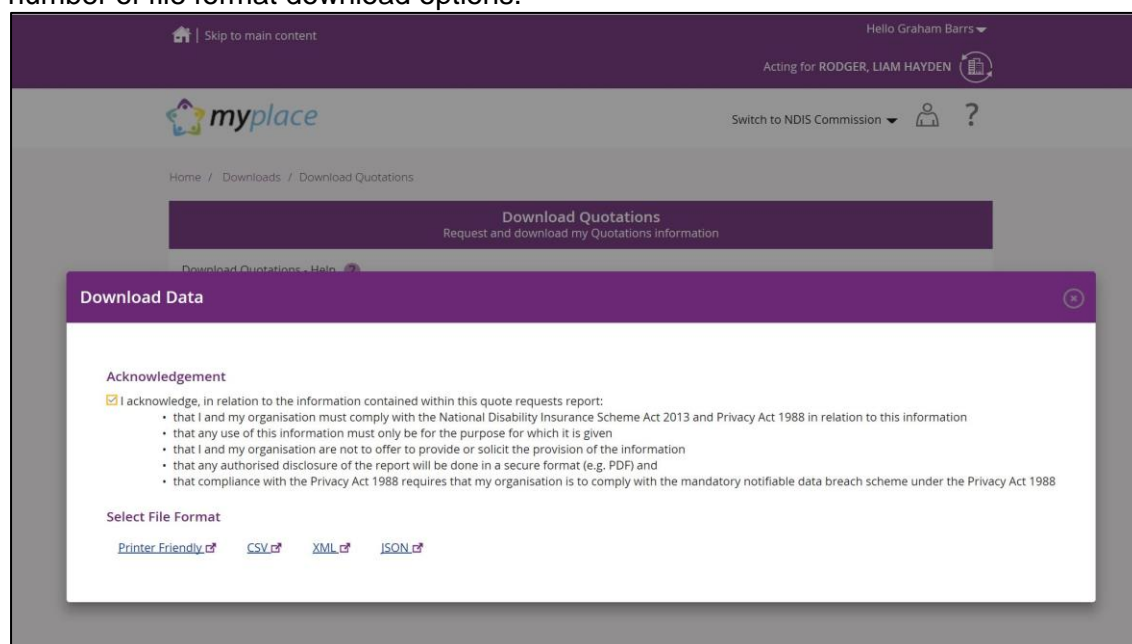 number of file format download options.
Skip to main content
Hello Graham Barrs
Acting for RODGER, LIAM HAYDEN
myplace
Switch to NDIS Commission
?
Home / Downloads / Download Quotations
Download Quotations
Request and download my Quotations information
Download Quotations - Help ?
Download Data
Acknowledgement
I acknowledge, in relation to the information contained within this quote requests report:
• that I and my organisation must comply with the National Disability Insurance Scheme Act 2013 and Privacy Act 1988 in relation to this information
• that any use of this information must only be for the purpose for which it is given
• that I and my organisation are not to offer to provide or solicit the provision of the information
• that any authorised disclosure of the report will be done in a secure format (e.g. PDF) and
• that compliance with the Privacy Act 1988 requires that my organisation is to comply with the mandatory notifiable data breach scheme under the Privacy Act 1988
Select File Format
Printer Friendly CSV XML JSON